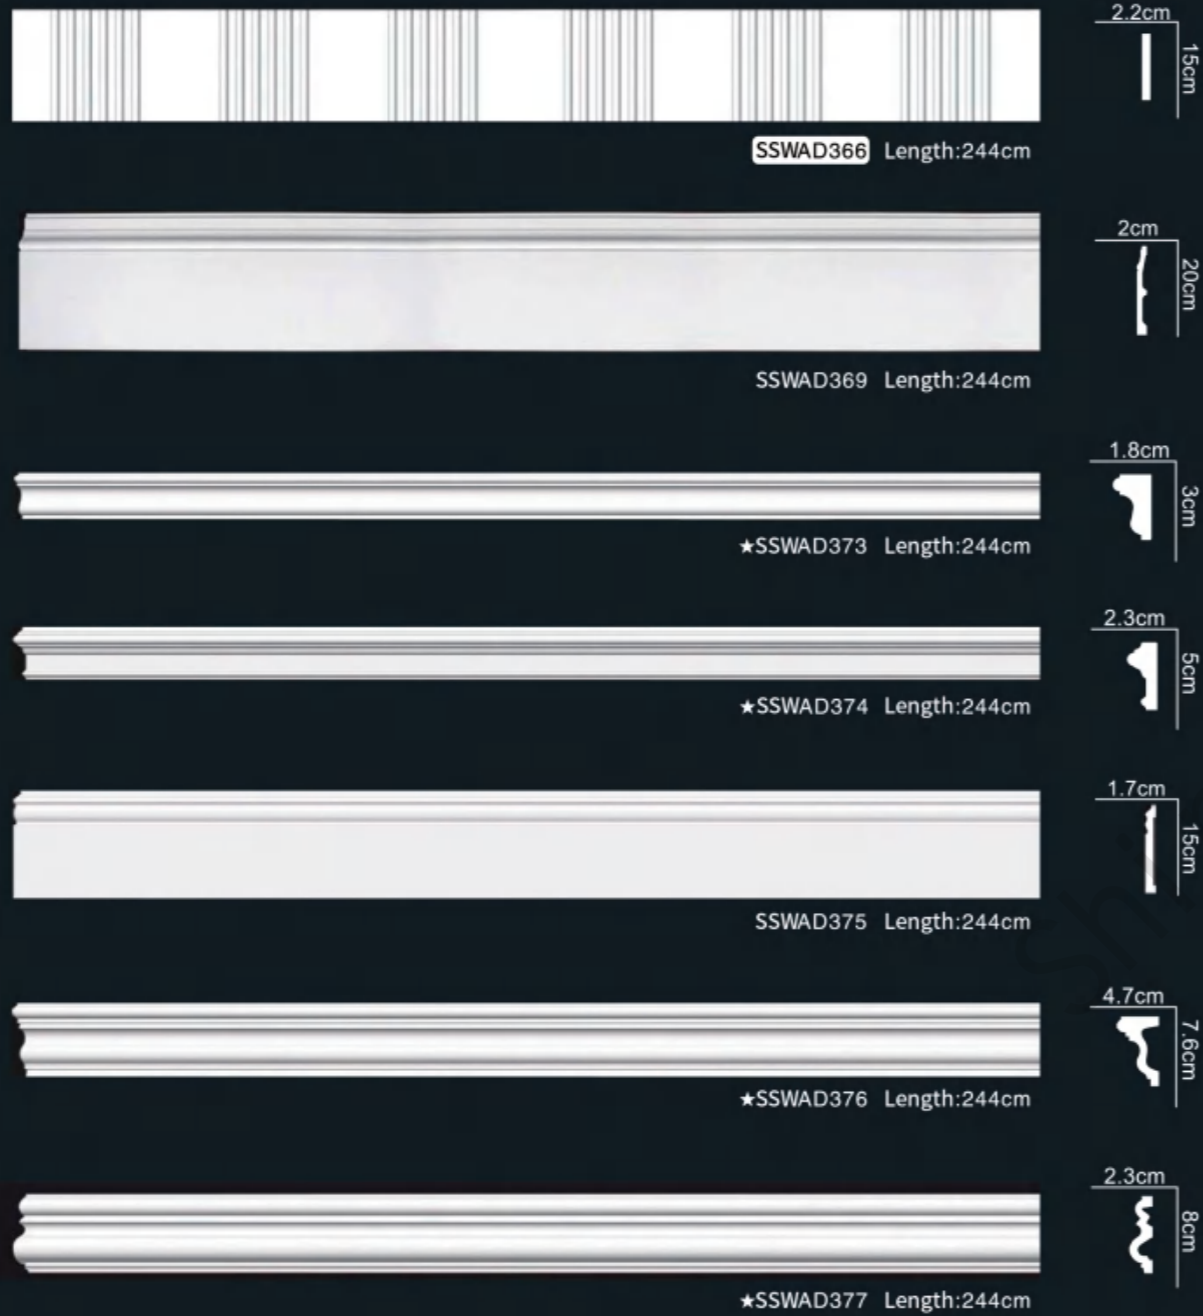 2.2cm
15cm
SSWAD366 Length:244cm
2cm
20cm
SSWAD369 Length:244cm
1.8cm
3cm
★SSWAD373 Length:244cm
2.3cm
5cm
★SSWAD374 Length:244cm
1.7cm
15cm
SSWAD375 Length:244cm
4.7cm
7.6cm
★SSWAD376 Length:244cm
2.3cm
8cm
★SSWAD377 Length:244cm